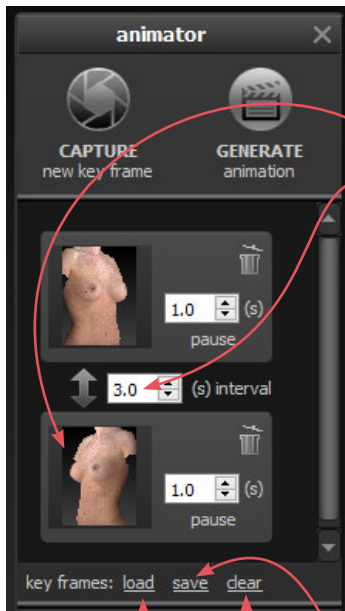 animator
CAPTURE GENERATE
new key frame animation
1.0 (s)
pause
3.0 (s) interval
1.0 (s)
pause
key frames: load save clear